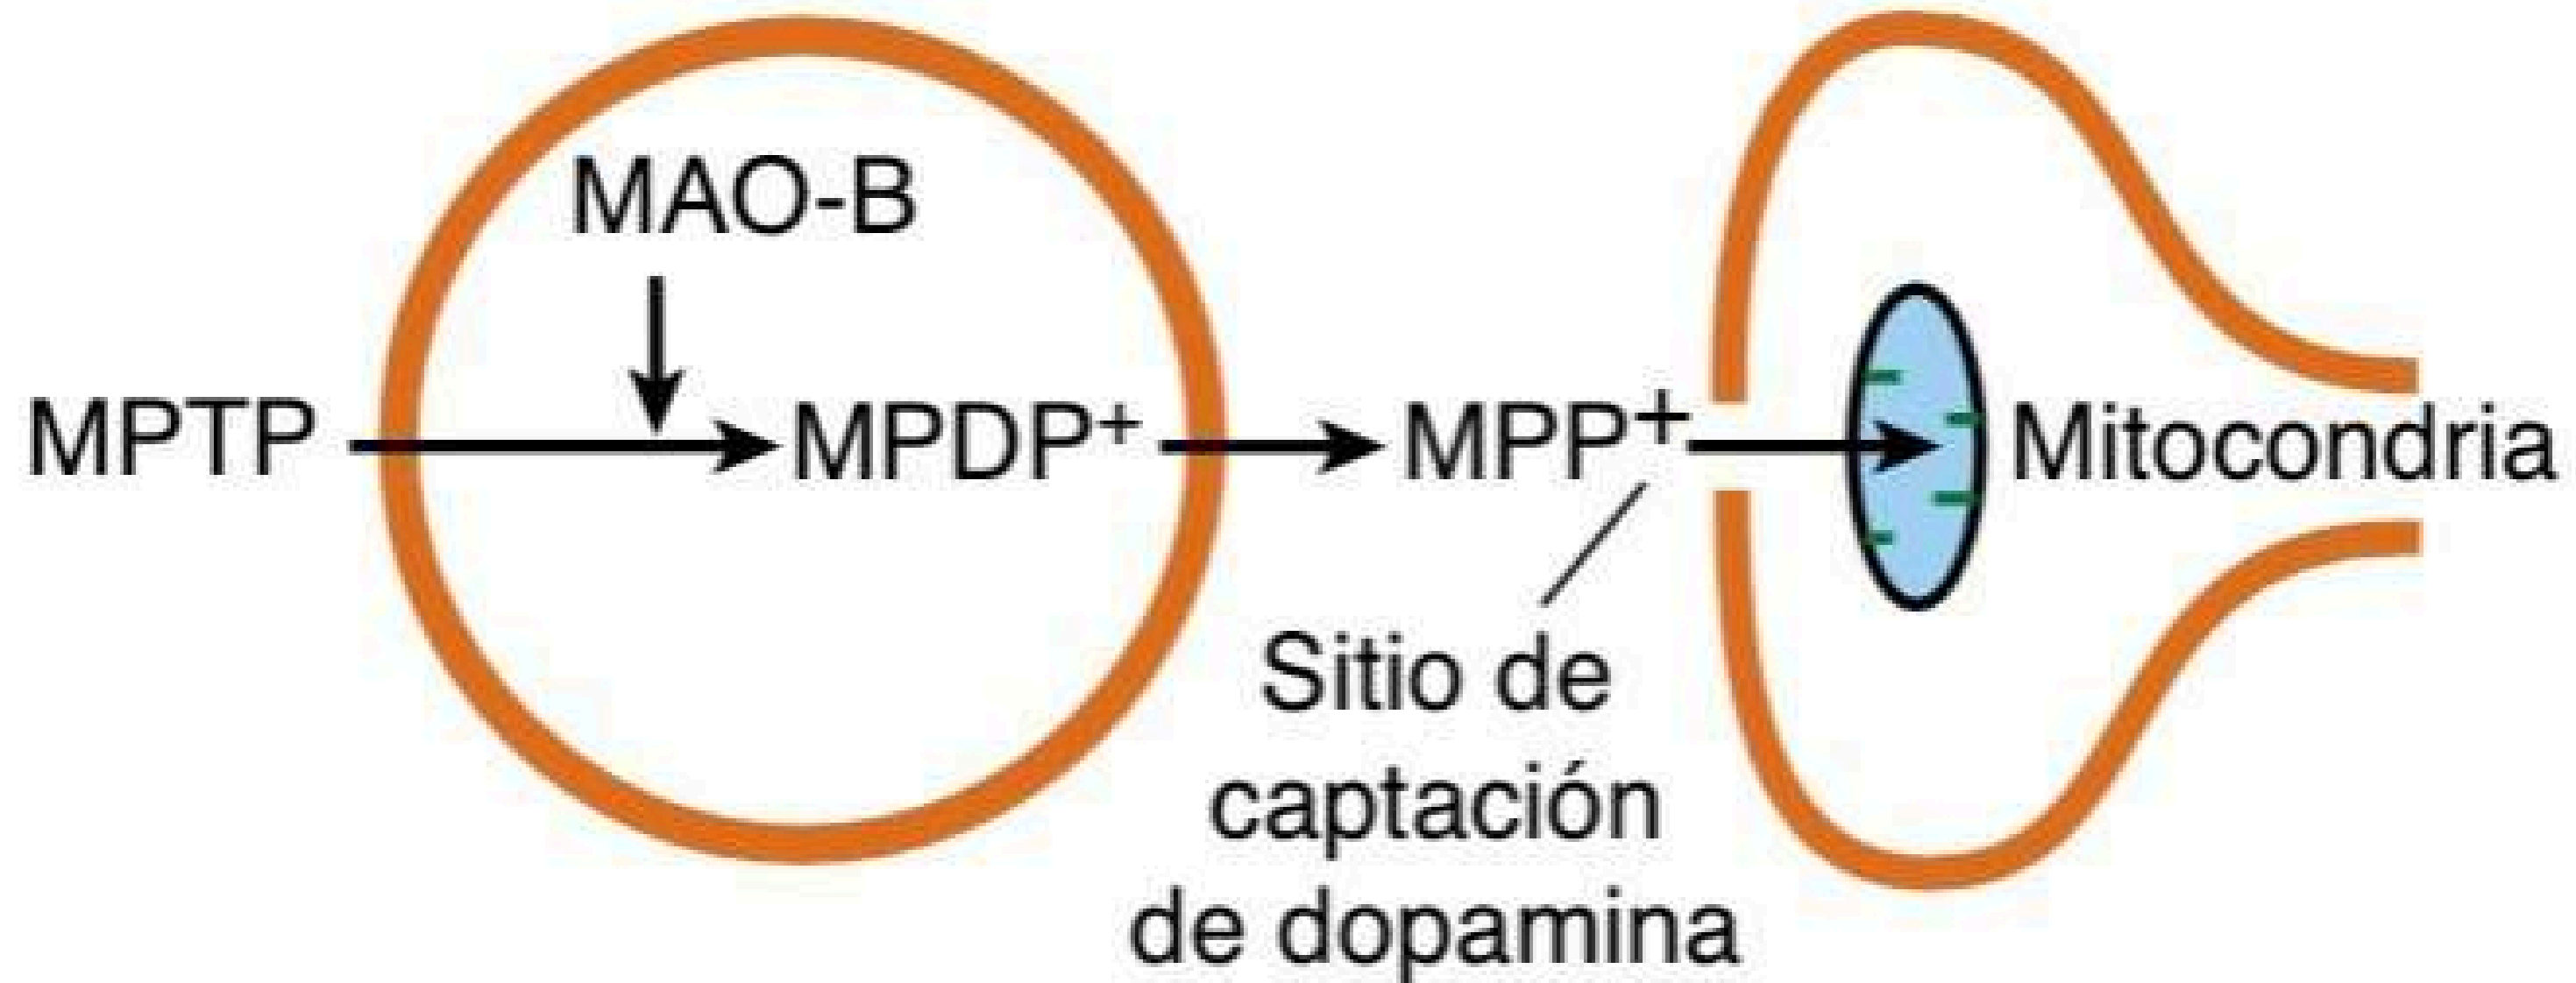 MAO-B
MPTP
MPDP⁺
MPP⁺
Mitocondria
Sitio de
captación
de dopamina